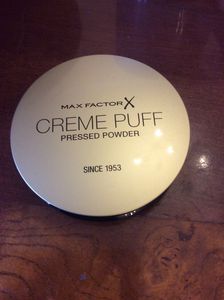 MAX FACTOR X
CREME PUFF
PRESSED POWDER
SINCE 1953